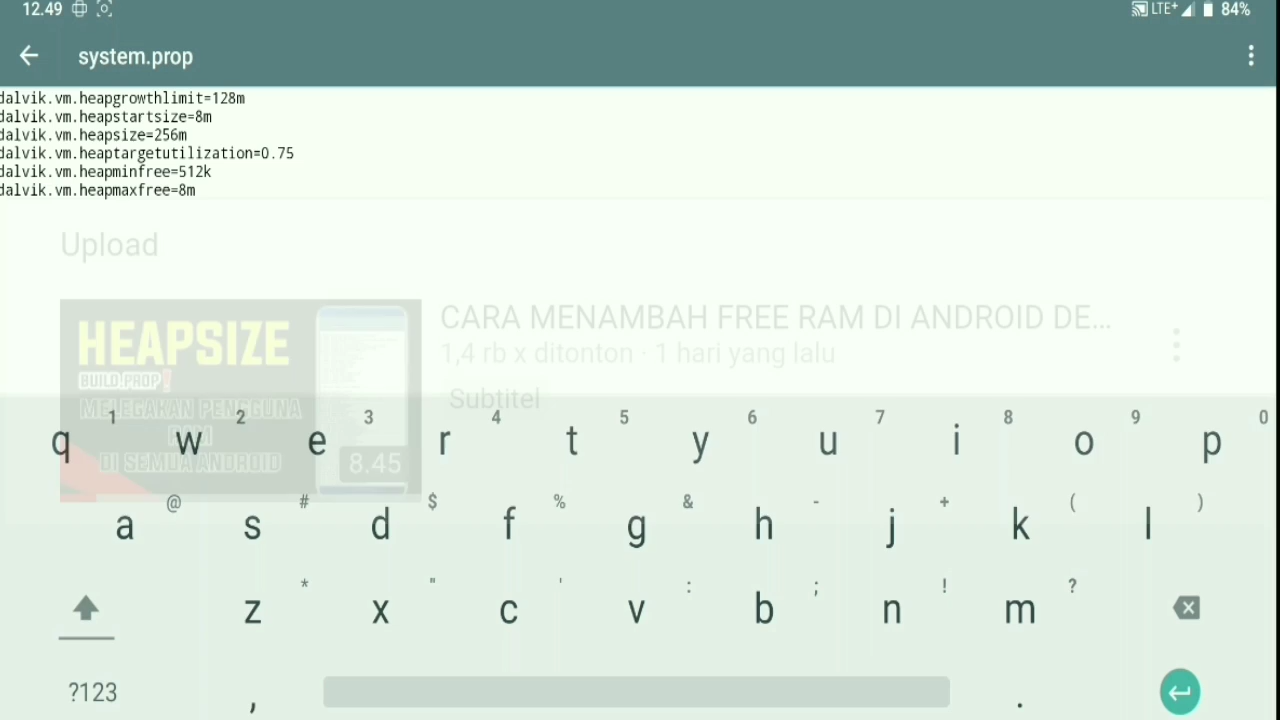 12.49 LTE+ 84%
system.prop
dalvik.vm.heapgrowthlimit=128m
dalvik.vm.heapstartsize=8m
dalvik.vm.heapsize=256m
dalvik.vm.heaptargetutilization=0.75
dalvik.vm.heapminfree=512k
dalvik.vm.heapmaxfree=8m
Upload
CARA MENAMBAH FREE RAM DI ANDROID DE...
1,4 rb x ditonton · 1 hari yang lalu
Subtitel
HEAPSIZE
BUILD.PROP!
MELEGAKAN PENGGUNA
RAM
DI SEMUA ANDROID
8.45
1 2 3 4 5 6 7 8 9 0
q w e r t y u i o p
@ # $ % & - + ( )
a s d f g h j k l
* " ' : ; ! ?
z x c v b n m
?123 , .